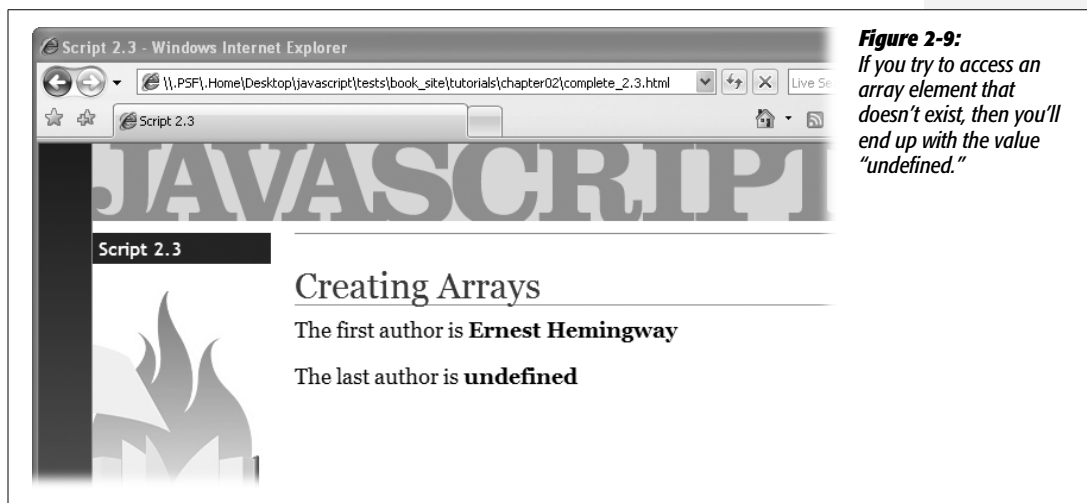 Script 2.3 - Windows Internet Explorer
\\.PSF\.Home\Desktop\javascript\tests\book_site\tutorials\chapter02\complete_2.3.html
Live Se
Script 2.3
JAVASCRIPT
Script 2.3
Creating Arrays
The first author is Ernest Hemingway
The last author is undefined
Figure 2-9:
If you try to access an
array element that
doesn’t exist, then you’ll
end up with the value
“undefined.”